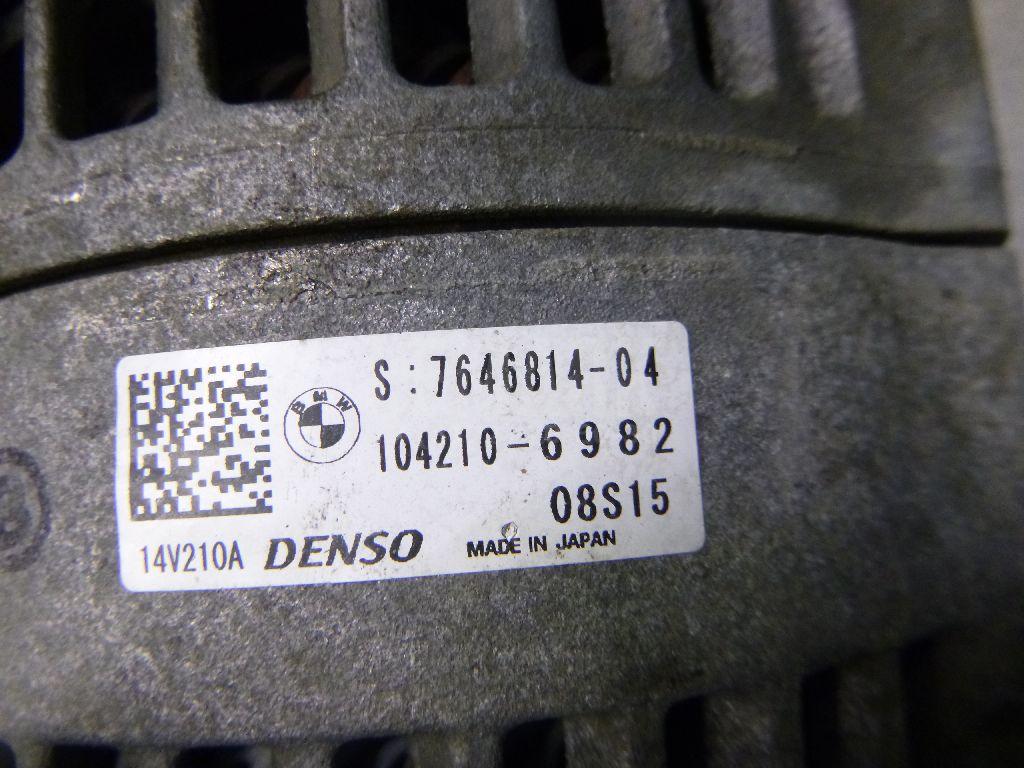 S:7646814-04
BMW
104210-6982
08S15
14V210A DENSO MADE IN JAPAN